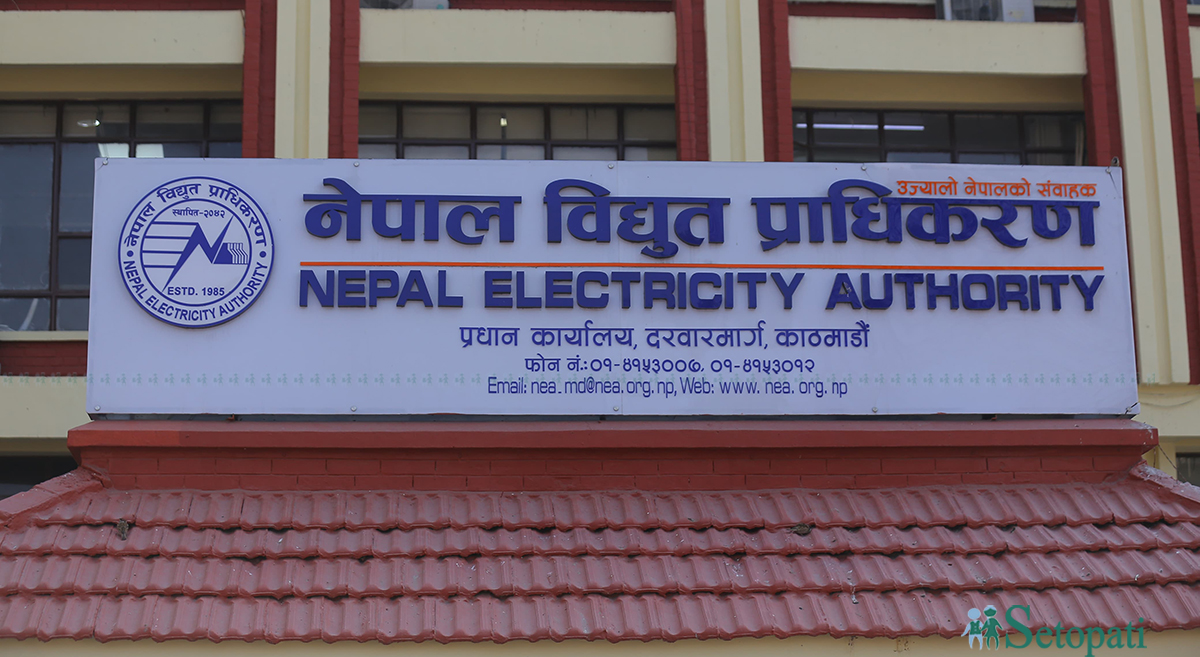 नेपाल विद्युत प्राधिकरण
स्थापित-२०४२
ESTD. 1985
NEPAL ELECTRICITY AUTHORITY
उज्यालो नेपालको संवाहक
नेपाल विद्युत प्राधिकरण
NEPAL ELECTRICITY AUTHORITY
प्रधान कार्यालय, दरवारमार्ग, काठमाडौं
फोन नं.:०१-४१५३००७, ०१-४१५३०१२
Email: nea_md@nea.org.np, Web: www. nea. org. np
Setopati